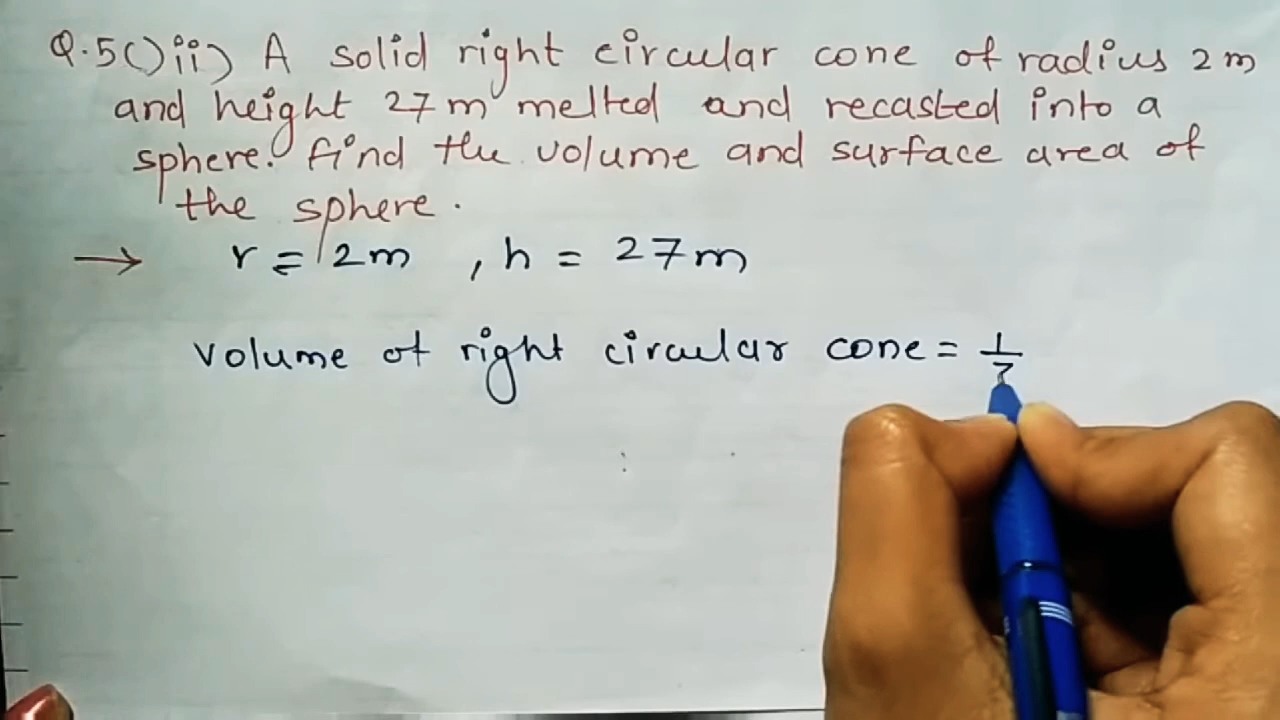 Q.5() ii) A solid right circular cone of radius 2 m
and height 27 m melted and recasted into a
sphere. find the volume and surface area of
the sphere.
→ r = 2m , h = 27m
volume of right circular cone = 1/3